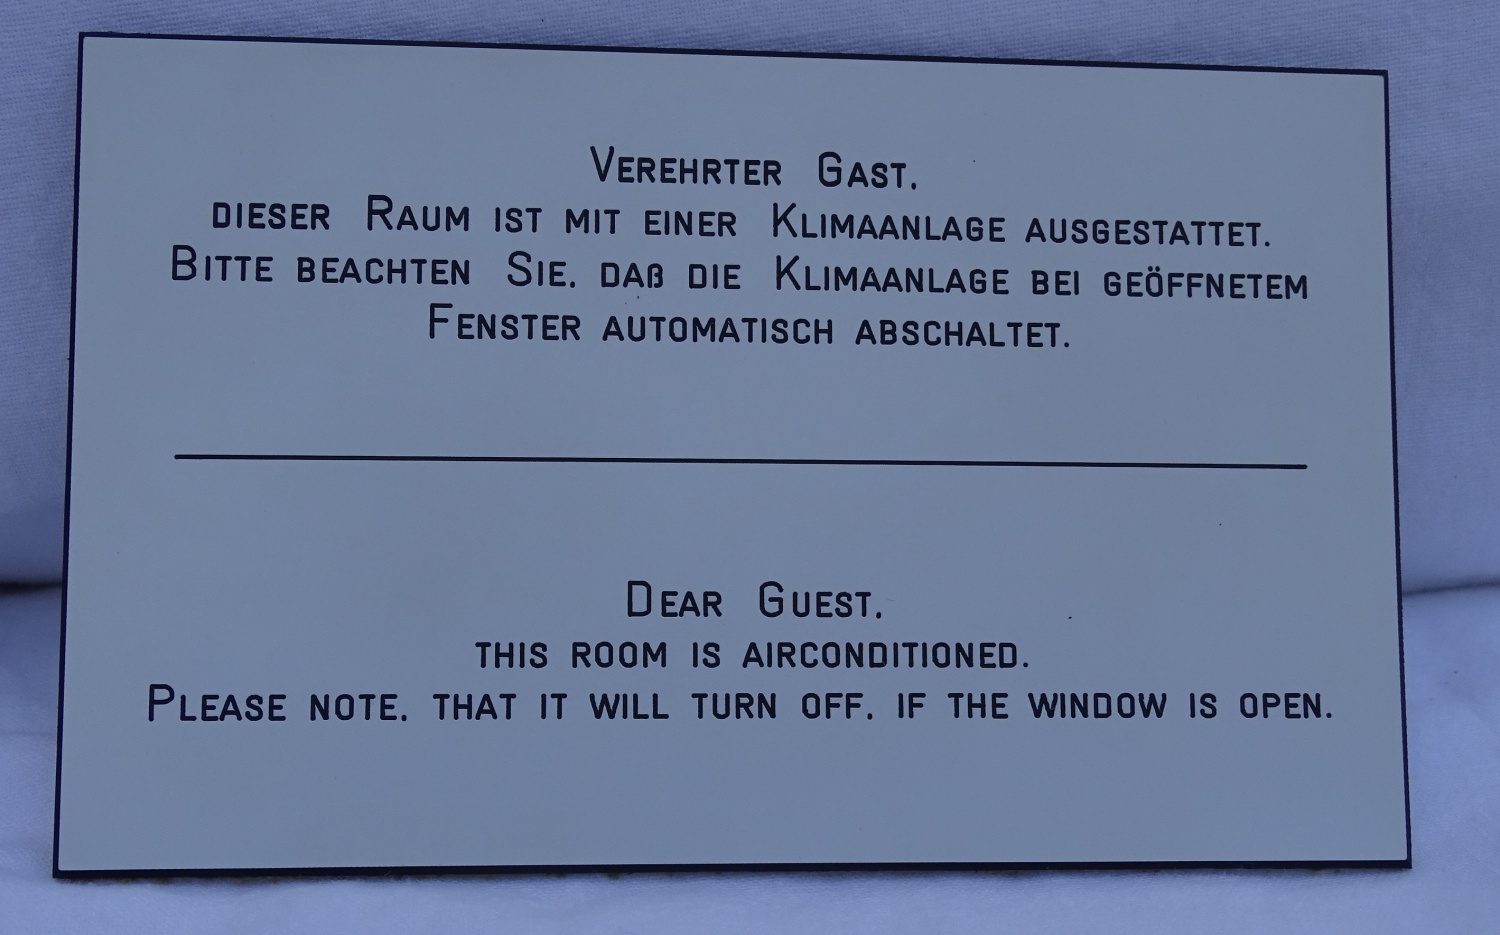 VEREHRTER GAST,
DIESER RAUM IST MIT EINER KLIMAANLAGE AUSGESTATTET.
BITTE BEACHTEN SIE, DAß DIE KLIMAANLAGE BEI GEÖFFNETEM
FENSTER AUTOMATISCH ABSCHALTET.
DEAR GUEST,
THIS ROOM IS AIRCONDITIONED.
PLEASE NOTE, THAT IT WILL TURN OFF, IF THE WINDOW IS OPEN.